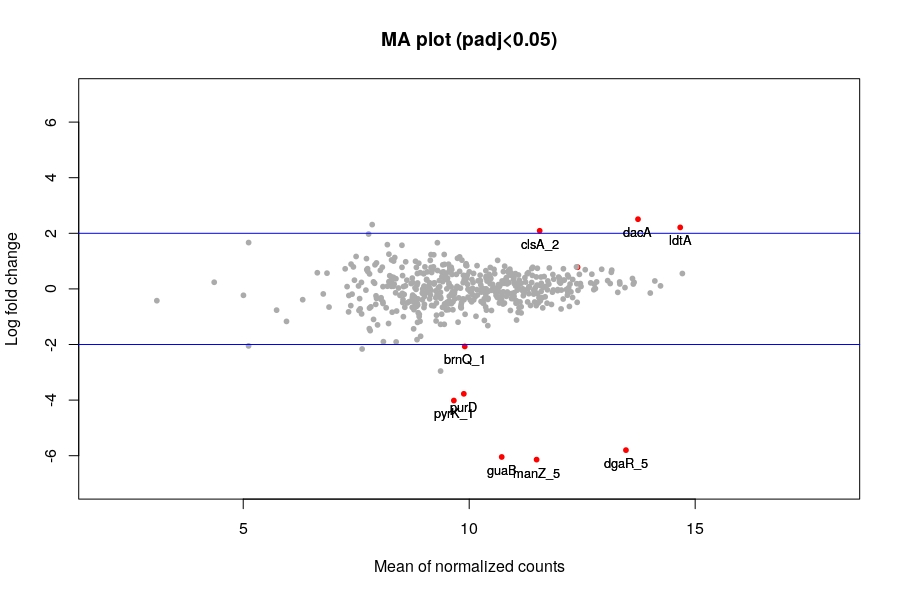 MA plot (padj<0.05)
Log fold change
6
4
2
0
-2
-4
-6
clsA_2
dacA
ldtA
brnQ_1
purD
pyrK_1
guaB
manZ_5
dgaR_5
5
10
15
Mean of normalized counts